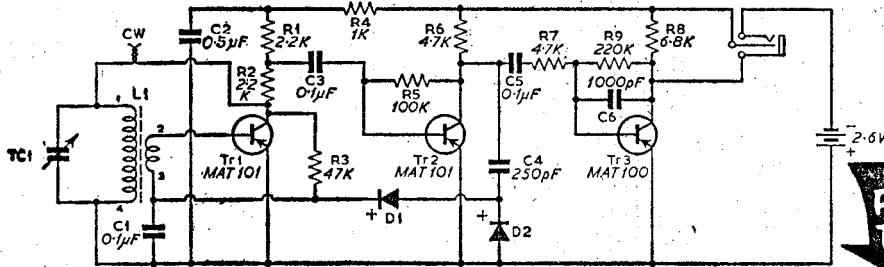 CW
C2
0·5µF
R1
2·2K
R4
1K
R6
4·7K
R7
4·7K
R9
220K
R8
6·8K
R2
C3
0·1µF
R5
100K
C5
0·1µF
1000pF
C6
L1
1
2
3
4
TC1
Tr1
MAT101
R3
47K
Tr2
MAT101
C4
250pF
Tr3
MAT100
2·6V
C1
0·1µF
+
D1
+
D2
-
+